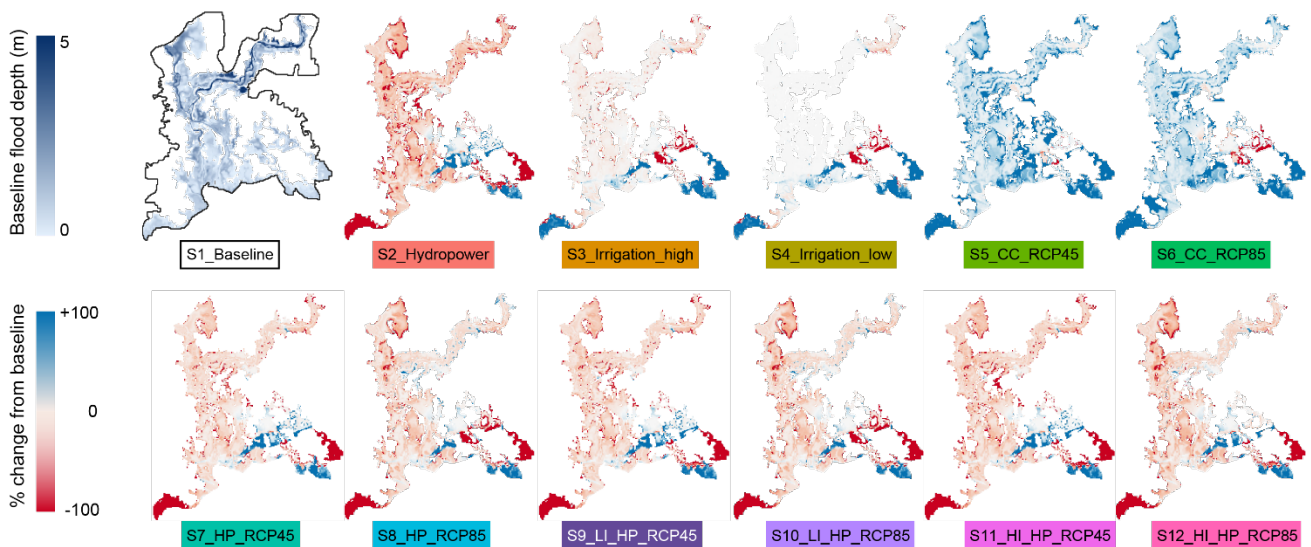 Baseline flood depth (m)
5
0
S1_Baseline
S2_Hydropower
S3_Irrigation_high
S4_Irrigation_low
S5_CC_RCP45
S6_CC_RCP85
% change from baseline
+100
0
-100
S7_HP_RCP45
S8_HP_RCP85
S9_LI_HP_RCP45
S10_LI_HP_RCP85
S11_HI_HP_RCP45
S12_HI_HP_RCP85